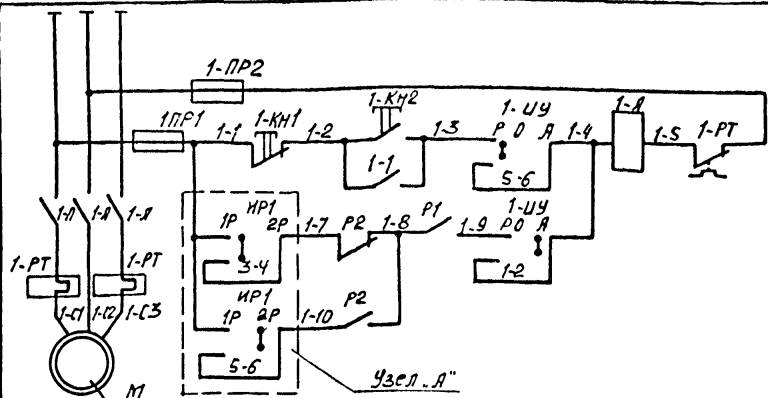 1-ПР2
1ПР1
1-1
1-КН1
1-2
1-КН2
1-1
1-3
1-ИУ
Р О А
5-6
1-4
1-Л
1-5
1-РТ
1-Л
1-Л
1-Л
ИР1
1Р 2Р
3-4
1-7
Р2
1-8
Р1
1-9
1-ИУ
Р О А
1-2
1-РТ
1-РТ
ИР1
1Р 2Р
5-6
1-10
Р2
1-С1
1-С2
1-С3
М
Узел „А"